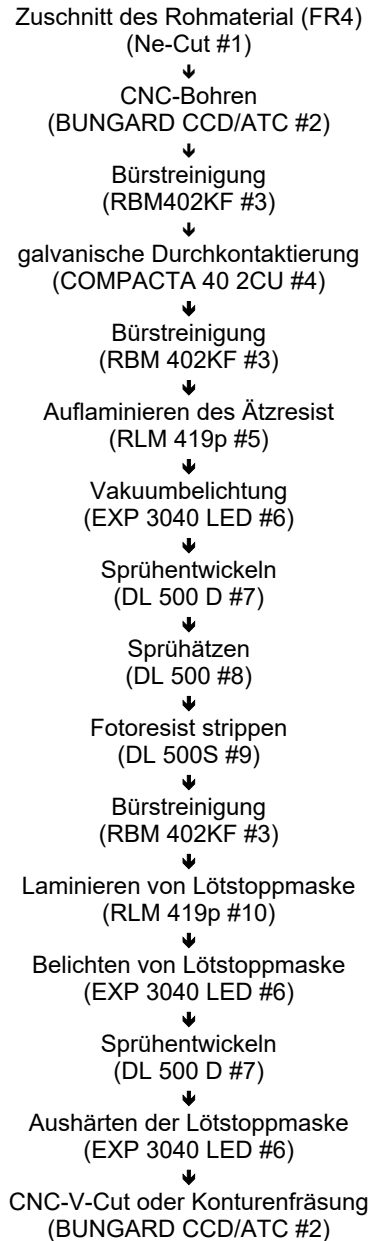 Zuschnitt des Rohmaterial (FR4)
(Ne-Cut #1)
↓
CNC-Bohren
(BUNGARD CCD/ATC #2)
↓
Bürstreinigung
(RBM402KF #3)
↓
galvanische Durchkontaktierung
(COMPACTA 40 2CU #4)
↓
Bürstreinigung
(RBM 402KF #3)
↓
Auflaminieren des Ätzresist
(RLM 419p #5)
↓
Vakuumbelichtung
(EXP 3040 LED #6)
↓
Sprühentwickeln
(DL 500 D #7)
↓
Sprühätzen
(DL 500 #8)
↓
Fotoresist strippen
(DL 500S #9)
↓
Bürstreinigung
(RBM 402KF #3)
↓
Laminieren von Lötstoppmaske
(RLM 419p #10)
↓
Belichten von Lötstoppmaske
(EXP 3040 LED #6)
↓
Sprühentwickeln
(DL 500 D #7)
↓
Aushärten der Lötstoppmaske
(EXP 3040 LED #6)
↓
CNC-V-Cut oder Konturenfräsung
(BUNGARD CCD/ATC #2)